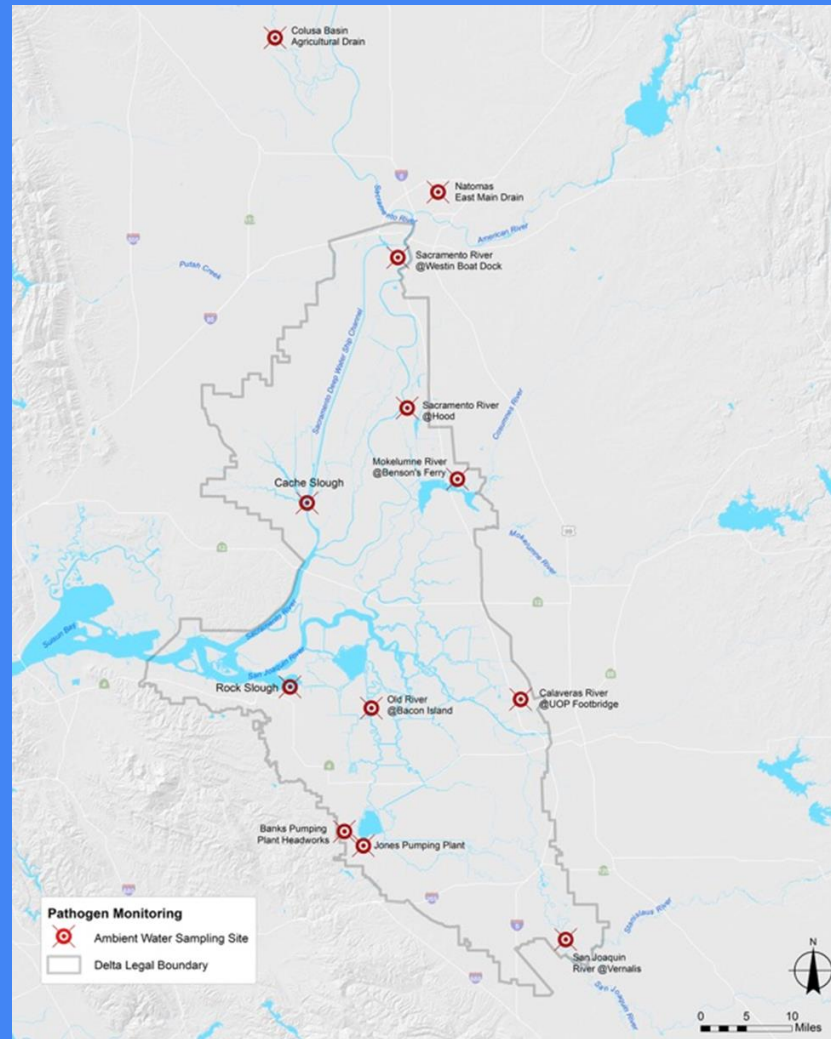 Colusa Basin
Agricultural Drain
Natomas
East Main Drain
Sacramento River
American River
Sacramento River
@Westin Boat Dock
Putah Creek
Sacramento Deep Water Ship Channel
Sacramento River
@Hood
Cosumnes River
Mokelumne River
@Benson's Ferry
Cache Slough
Mokelumne River
99
Suisun Bay
Sacramento River
San Joaquin River
Rock Slough
Old River
@Bacon Island
Calaveras River
@UOP Footbridge
Banks Pumping
Plant Headworks
Jones Pumping Plant
Stanislaus River
San Joaquin
River @Vernalis
San Joaquin River
Pathogen Monitoring
Ambient Water Sampling Site
Delta Legal Boundary
N
0 5 10
Miles